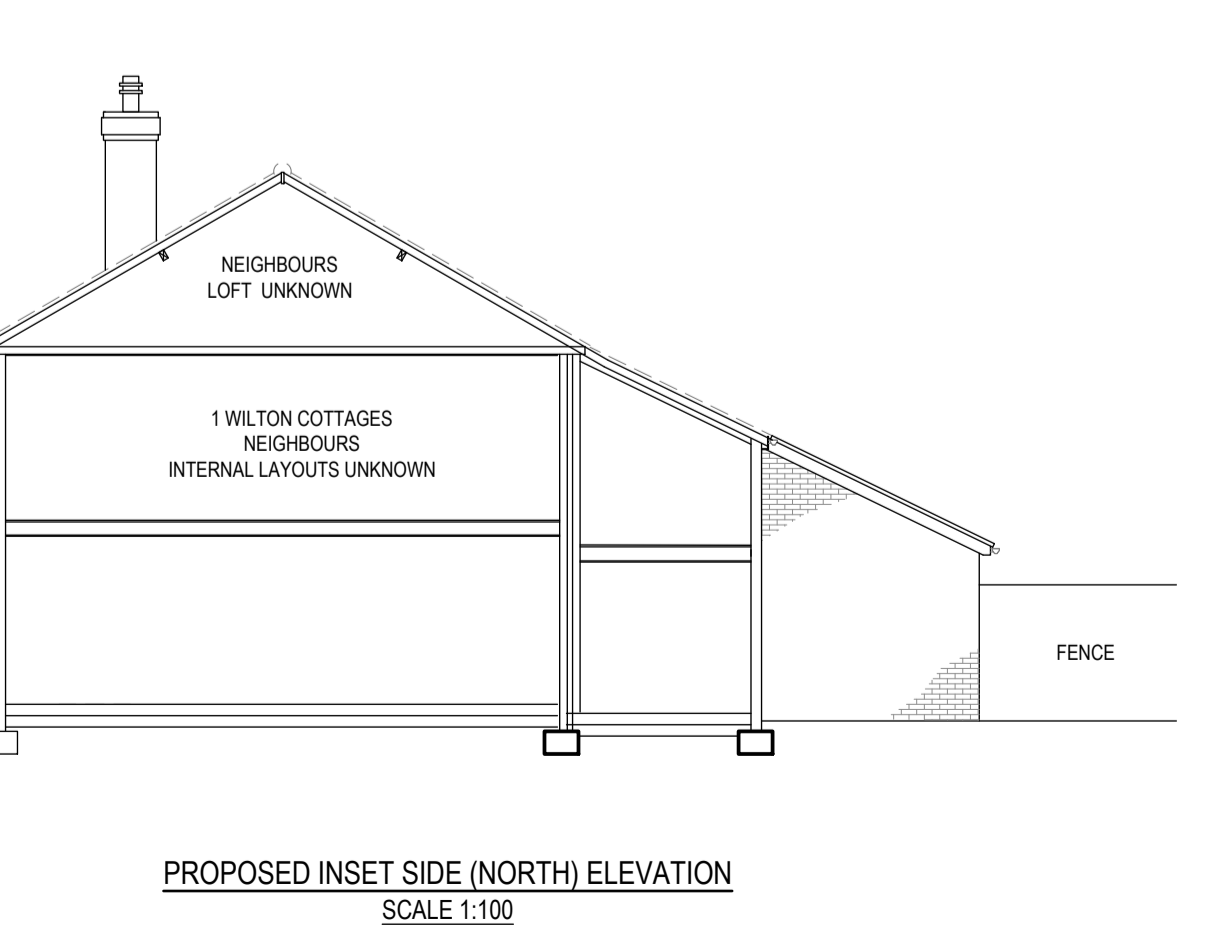 NEIGHBOURS
LOFT UNKNOWN
1 WILTON COTTAGES
NEIGHBOURS
INTERNAL LAYOUTS UNKNOWN
FENCE
PROPOSED INSET SIDE (NORTH) ELEVATION
SCALE 1:100